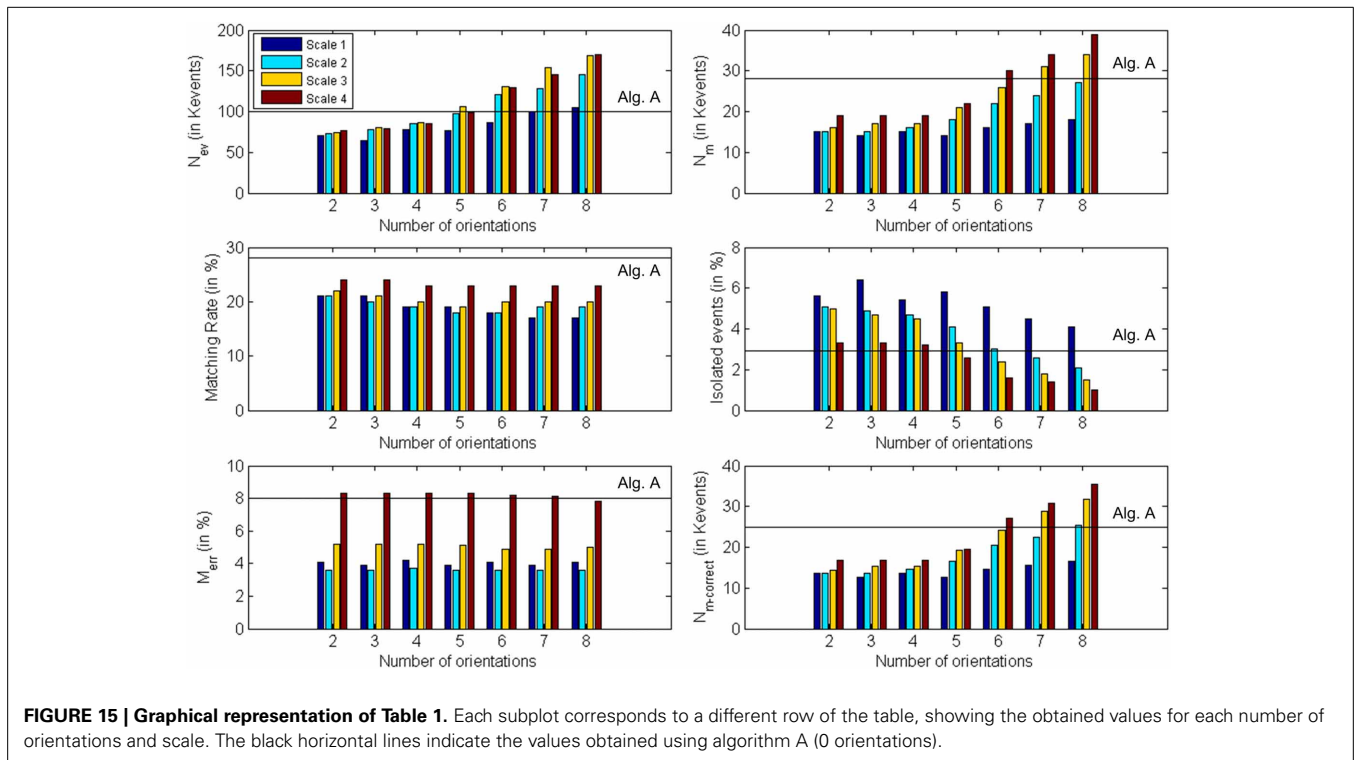 200
150
100
50
0
N_ev (in Kevents)
Scale 1
Scale 2
Scale 3
Scale 4
Alg. A
2 3 4 5 6 7 8
Number of orientations
40
30
20
10
0
N_m (in Kevents)
Alg. A
2 3 4 5 6 7 8
Number of orientations
30
20
10
0
Matching Rate (in %)
Alg. A
2 3 4 5 6 7 8
Number of orientations
8
6
4
2
0
Isolated events (in %)
Alg. A
2 3 4 5 6 7 8
Number of orientations
10
8
6
4
2
0
M_err (in %)
Alg. A
2 3 4 5 6 7 8
Number of orientations
40
30
20
10
0
N_m-correct (in Kevents)
Alg. A
2 3 4 5 6 7 8
Number of orientations
FIGURE 15 | Graphical representation of Table 1. Each subplot corresponds to a different row of the table, showing the obtained values for each number of
orientations and scale. The black horizontal lines indicate the values obtained using algorithm A (0 orientations).